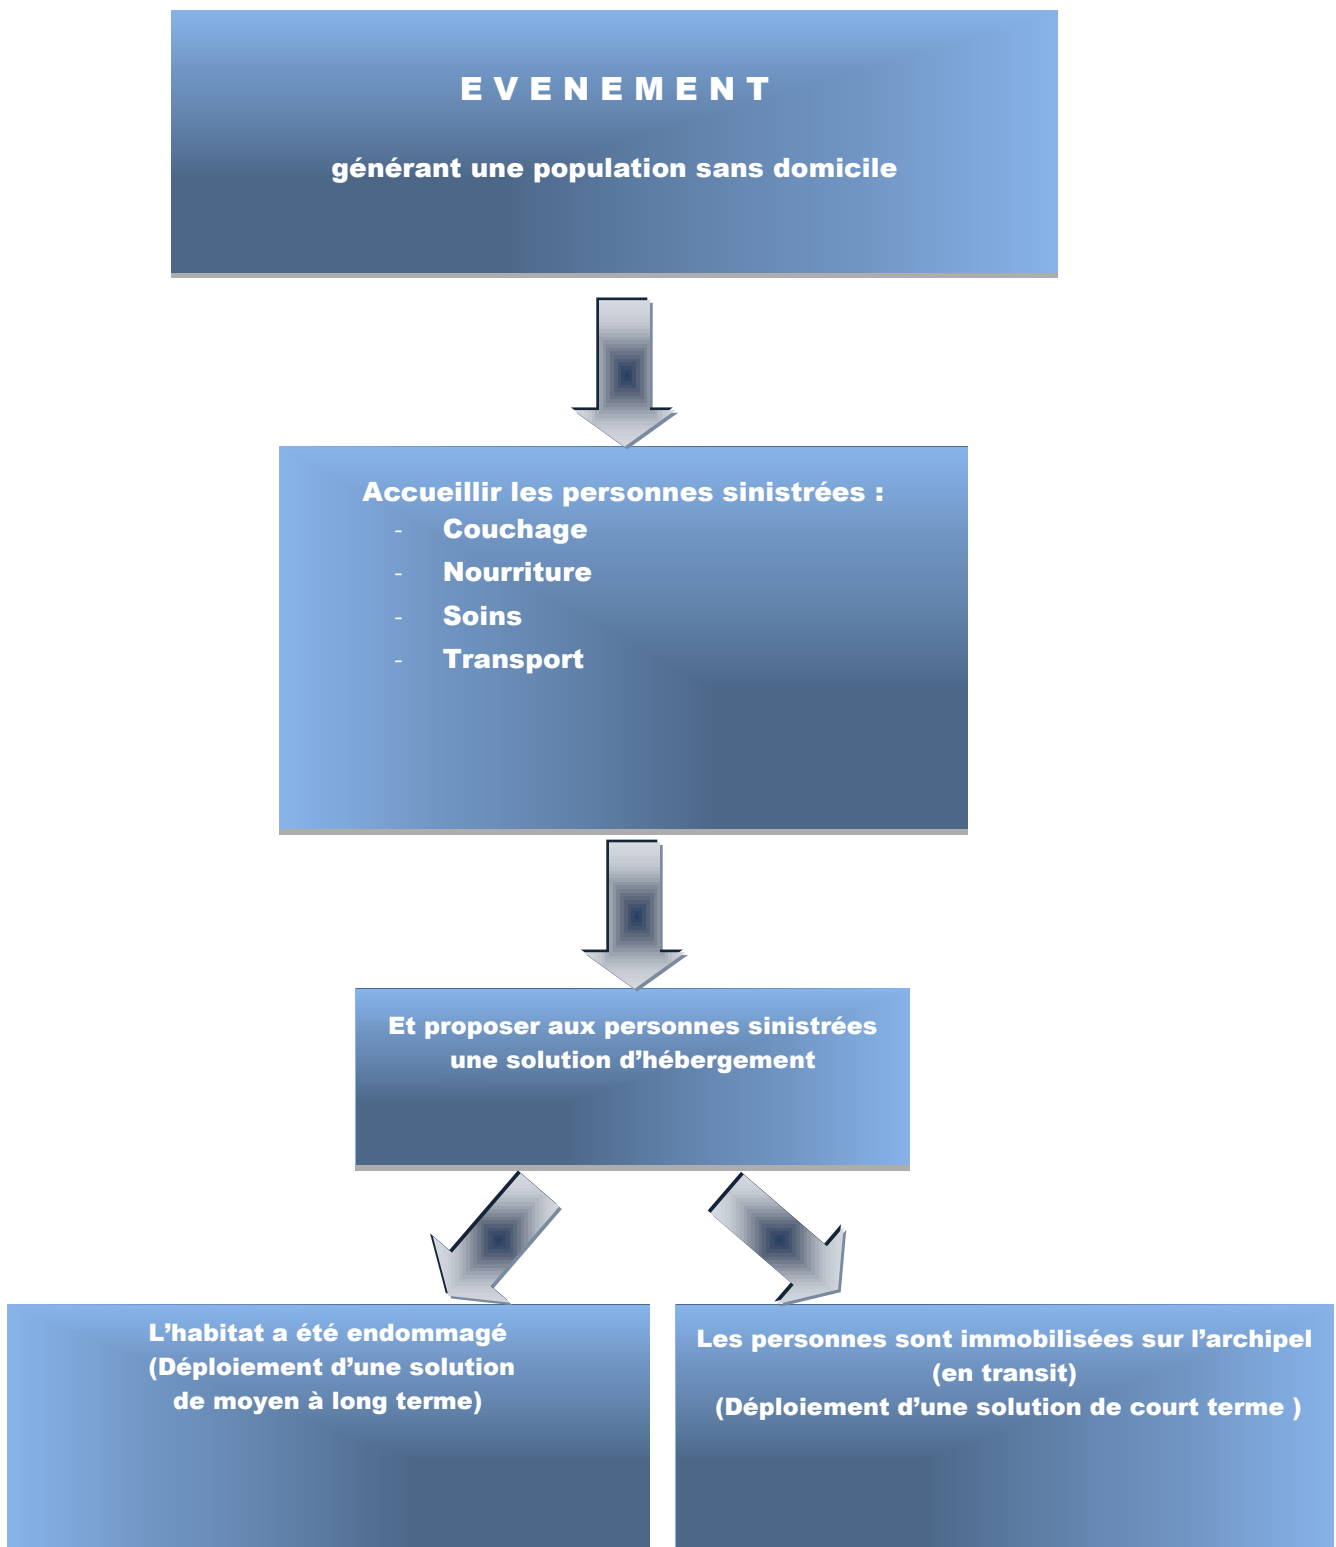 E V E N E M E N T
générant une population sans domicile
Accueillir les personnes sinistrées :
- Couchage
- Nourriture
- Soins
- Transport
Et proposer aux personnes sinistrées
une solution d’hébergement
L’habitat a été endommagé
(Déploiement d’une solution
de moyen à long terme)
Les personnes sont immobilisées sur l’archipel
(en transit)
(Déploiement d’une solution de court terme )